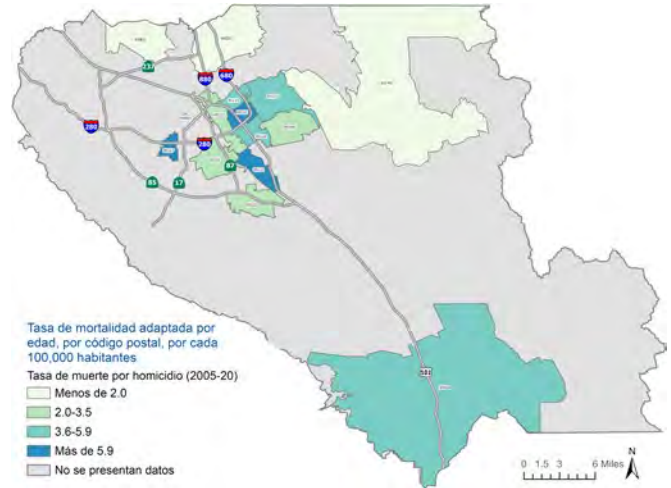 237
880
680
280
280
87
85
17
101
Tasa de mortalidad adaptada por
edad, por código postal, por cada
100,000 habitantes
Tasa de muerte por homicidio (2005-20)
Menos de 2.0
2.0-3.5
3.6-5.9
Más de 5.9
No se presentan datos
N
0 1.5 3 6 Miles